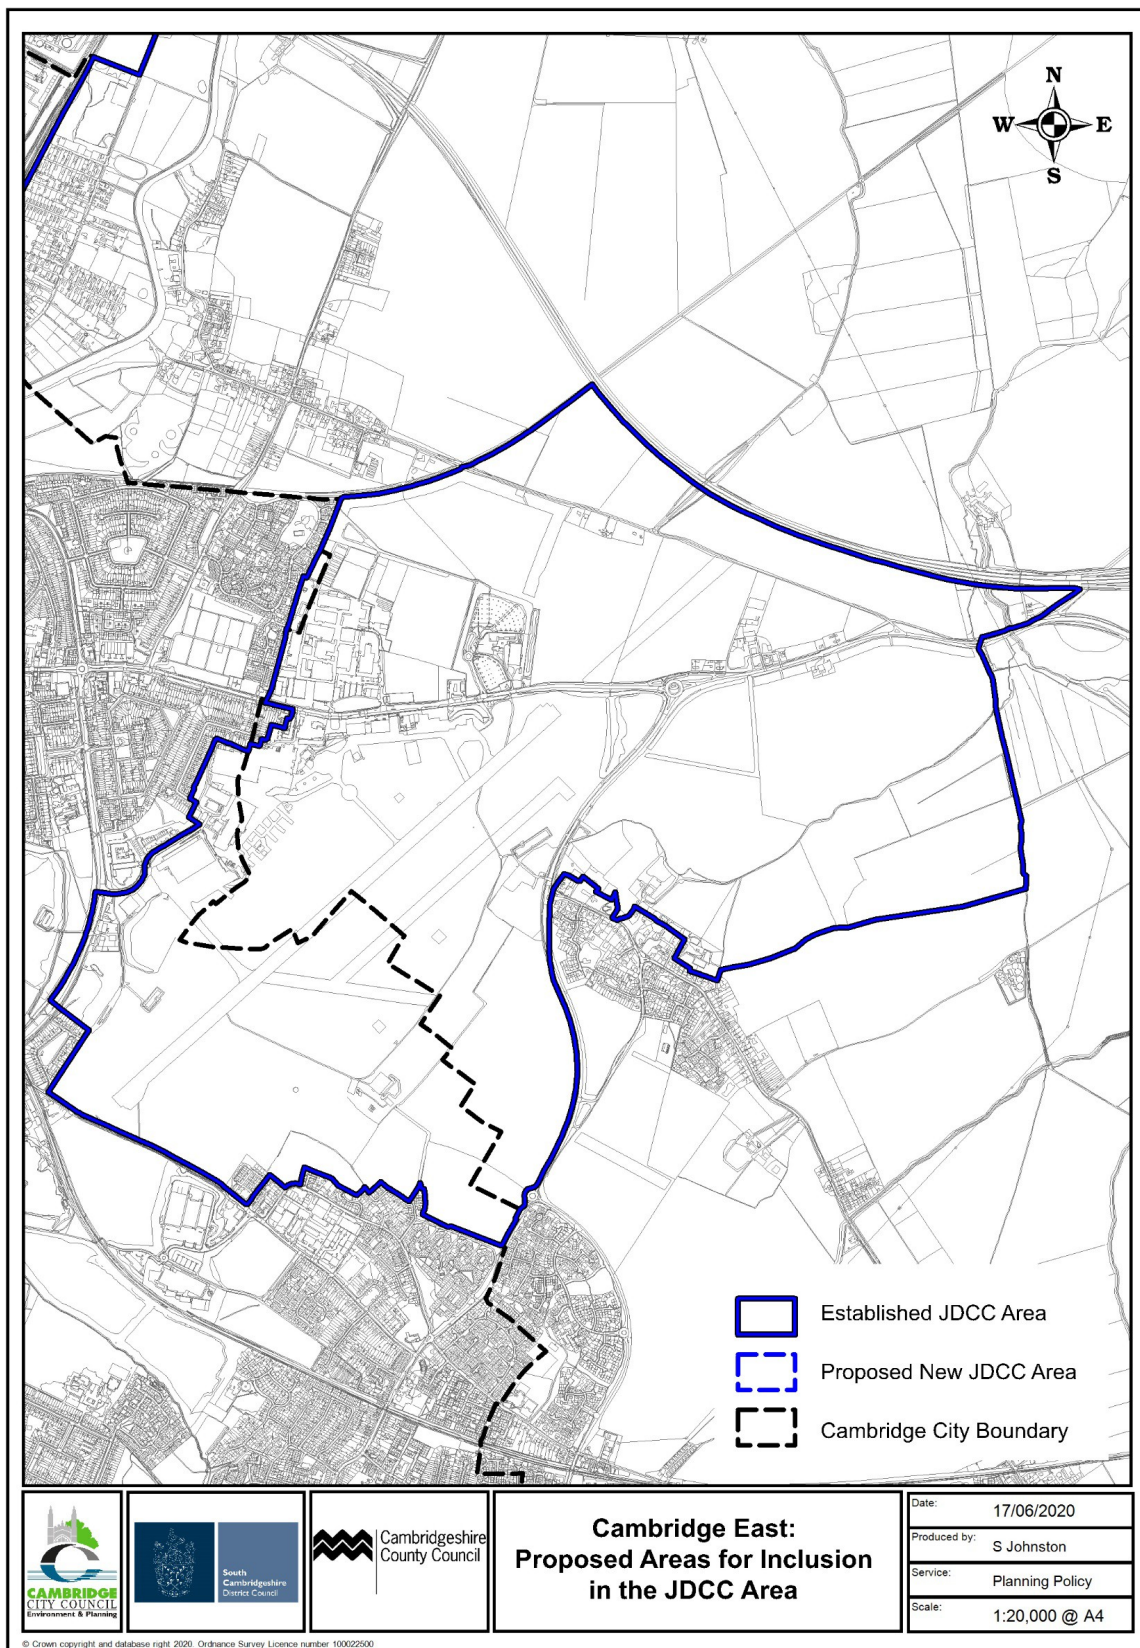 N
W E
S
Established JDCC Area
Proposed New JDCC Area
Cambridge City Boundary
CAMBRIDGE
CITY COUNCIL
Environment & Planning
South
Cambridgeshire
District Council
Cambridgeshire
County Council
Cambridge East:
Proposed Areas for Inclusion
in the JDCC Area
Date: 17/06/2020
Produced by: S Johnston
Service: Planning Policy
Scale: 1:20,000 @ A4
© Crown copyright and database right 2020. Ordnance Survey Licence number 100022500